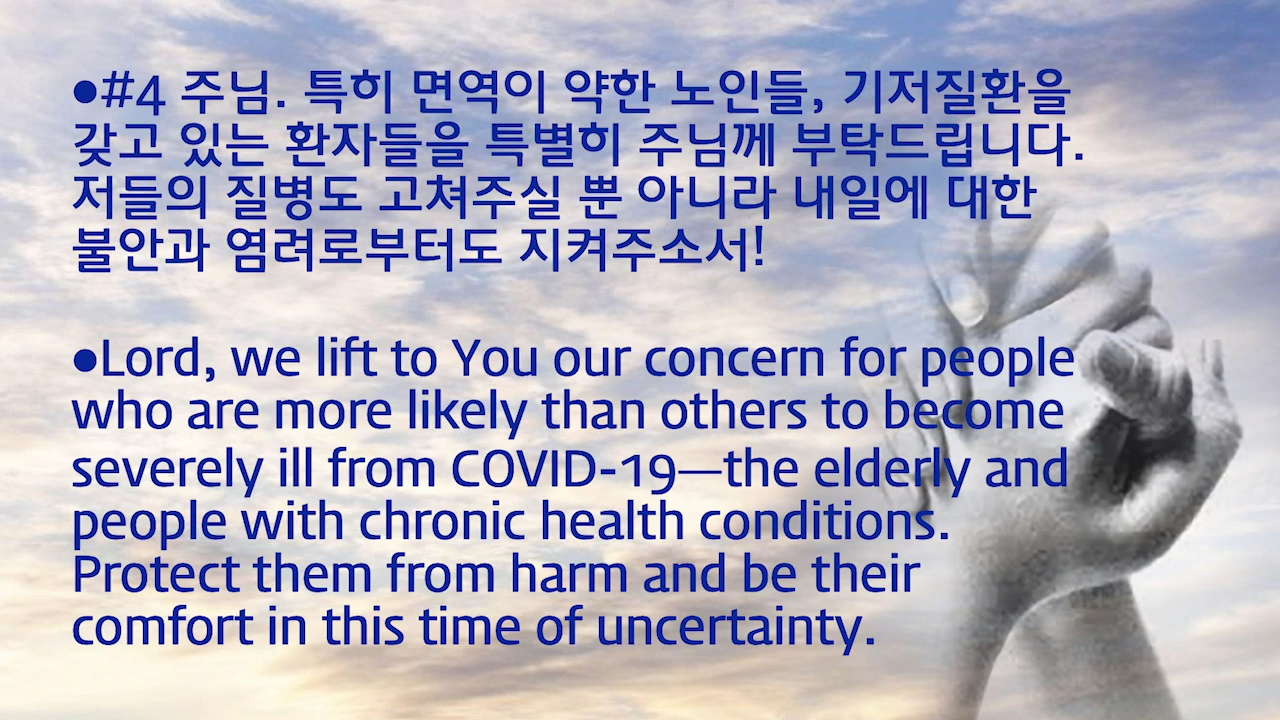 ●#4 주님. 특히 면역이 약한 노인들, 기저질환을
갖고 있는 환자들을 특별히 주님께 부탁드립니다.
저들의 질병도 고쳐주실 뿐 아니라 내일에 대한
불안과 염려로부터도 지켜주소서!
●Lord, we lift to You our concern for people
who are more likely than others to become
severely ill from COVID-19—the elderly and
people with chronic health conditions.
Protect them from harm and be their
comfort in this time of uncertainty.